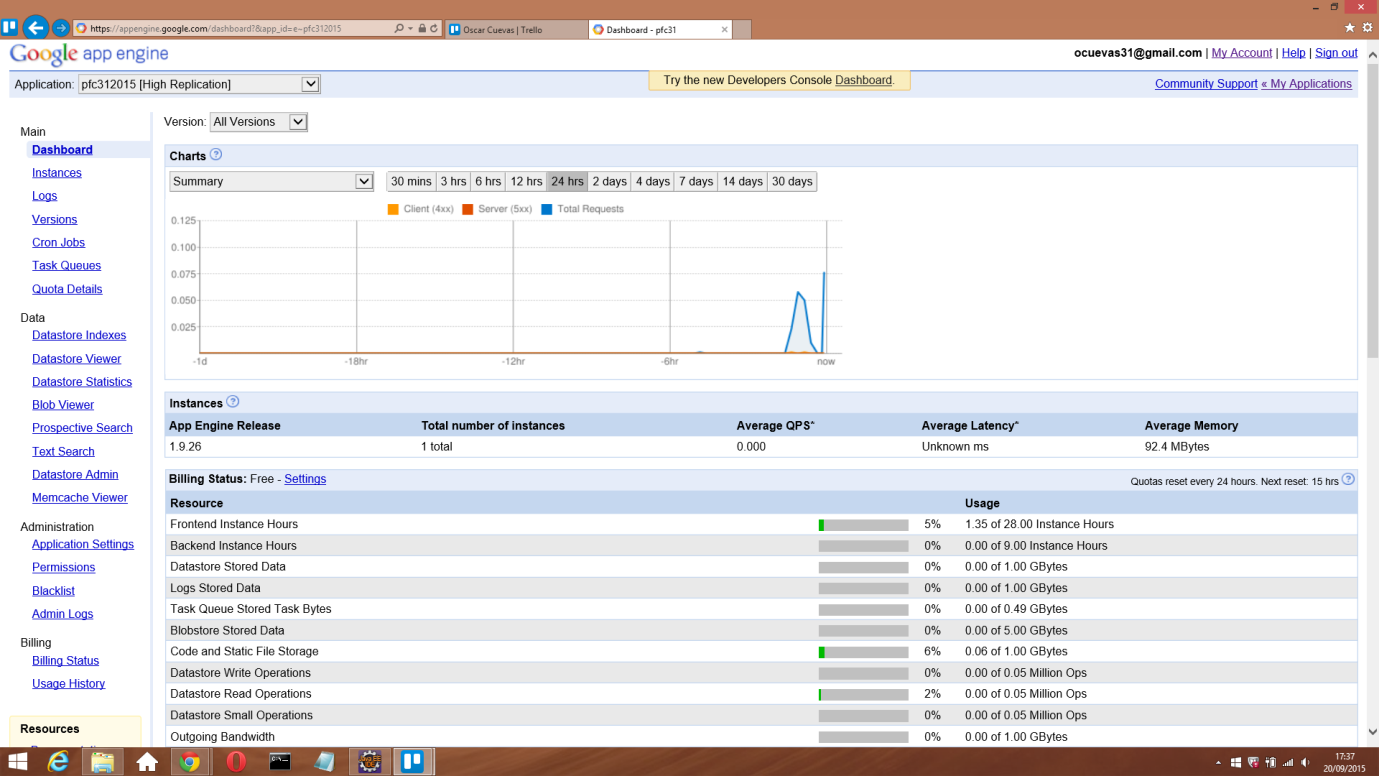 https://appengine.google.com/dashboard?&app_id=e~pfc312015
Oscar Cuevas | Trello
Dashboard - pfc31
Google app engine
ocuevas31@gmail.com | My Account | Help | Sign out
Application: pfc312015 [High Replication]
Try the new Developers Console Dashboard.
Community Support « My Applications
Main
Dashboard
Instances
Logs
Versions
Cron Jobs
Task Queues
Quota Details
Data
Datastore Indexes
Datastore Viewer
Datastore Statistics
Blob Viewer
Prospective Search
Text Search
Datastore Admin
Memcache Viewer
Administration
Application Settings
Permissions
Blacklist
Admin Logs
Billing
Billing Status
Usage History
Resources
Version: All Versions
Charts ?
Summary
30 mins 3 hrs 6 hrs 12 hrs 24 hrs 2 days 4 days 7 days 14 days 30 days
Client (4xx) Server (5xx) Total Requests
0.125
0.100
0.075
0.050
0.025
-1d -18hr -12hr -6hr now
Instances ?
App Engine Release Total number of instances Average QPS* Average Latency* Average Memory
1.9.26 1 total 0.000 Unknown ms 92.4 MBytes
Billing Status: Free - Settings Quotas reset every 24 hours. Next reset: 15 hrs ?
Resource Usage
Frontend Instance Hours 5% 1.35 of 28.00 Instance Hours
Backend Instance Hours 0% 0.00 of 9.00 Instance Hours
Datastore Stored Data 0% 0.00 of 1.00 GBytes
Logs Stored Data 0% 0.00 of 1.00 GBytes
Task Queue Stored Task Bytes 0% 0.00 of 0.49 GBytes
Blobstore Stored Data 0% 0.00 of 5.00 GBytes
Code and Static File Storage 6% 0.06 of 1.00 GBytes
Datastore Write Operations 0% 0.00 of 0.05 Million Ops
Datastore Read Operations 2% 0.00 of 0.05 Million Ops
Datastore Small Operations 0% 0.00 of 0.05 Million Ops
Outgoing Bandwidth 0% 0.00 of 1.00 GBytes
17:37
20/09/2015